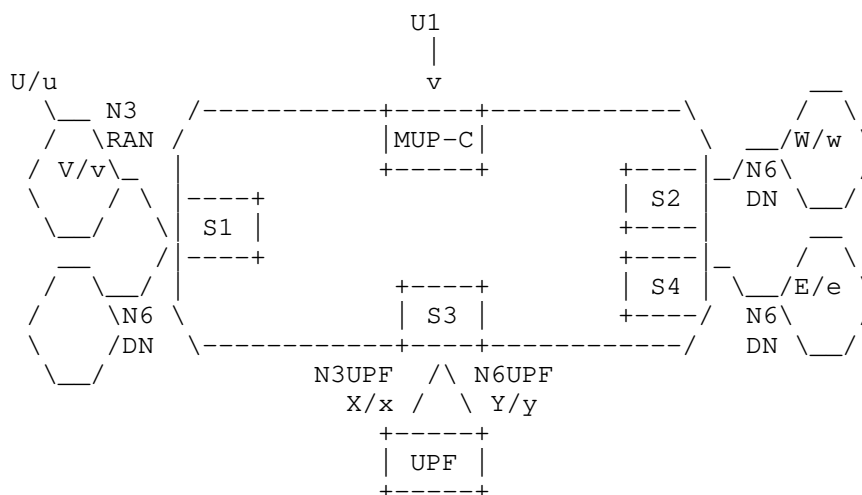 U1
U/u
v
N3
RAN
MUP-C
W/w
V/v
N6
S2
DN
S1
S4
E/e
N6
S3
N6
DN
DN
N3UPF N6UPF
X/x Y/y
UPF